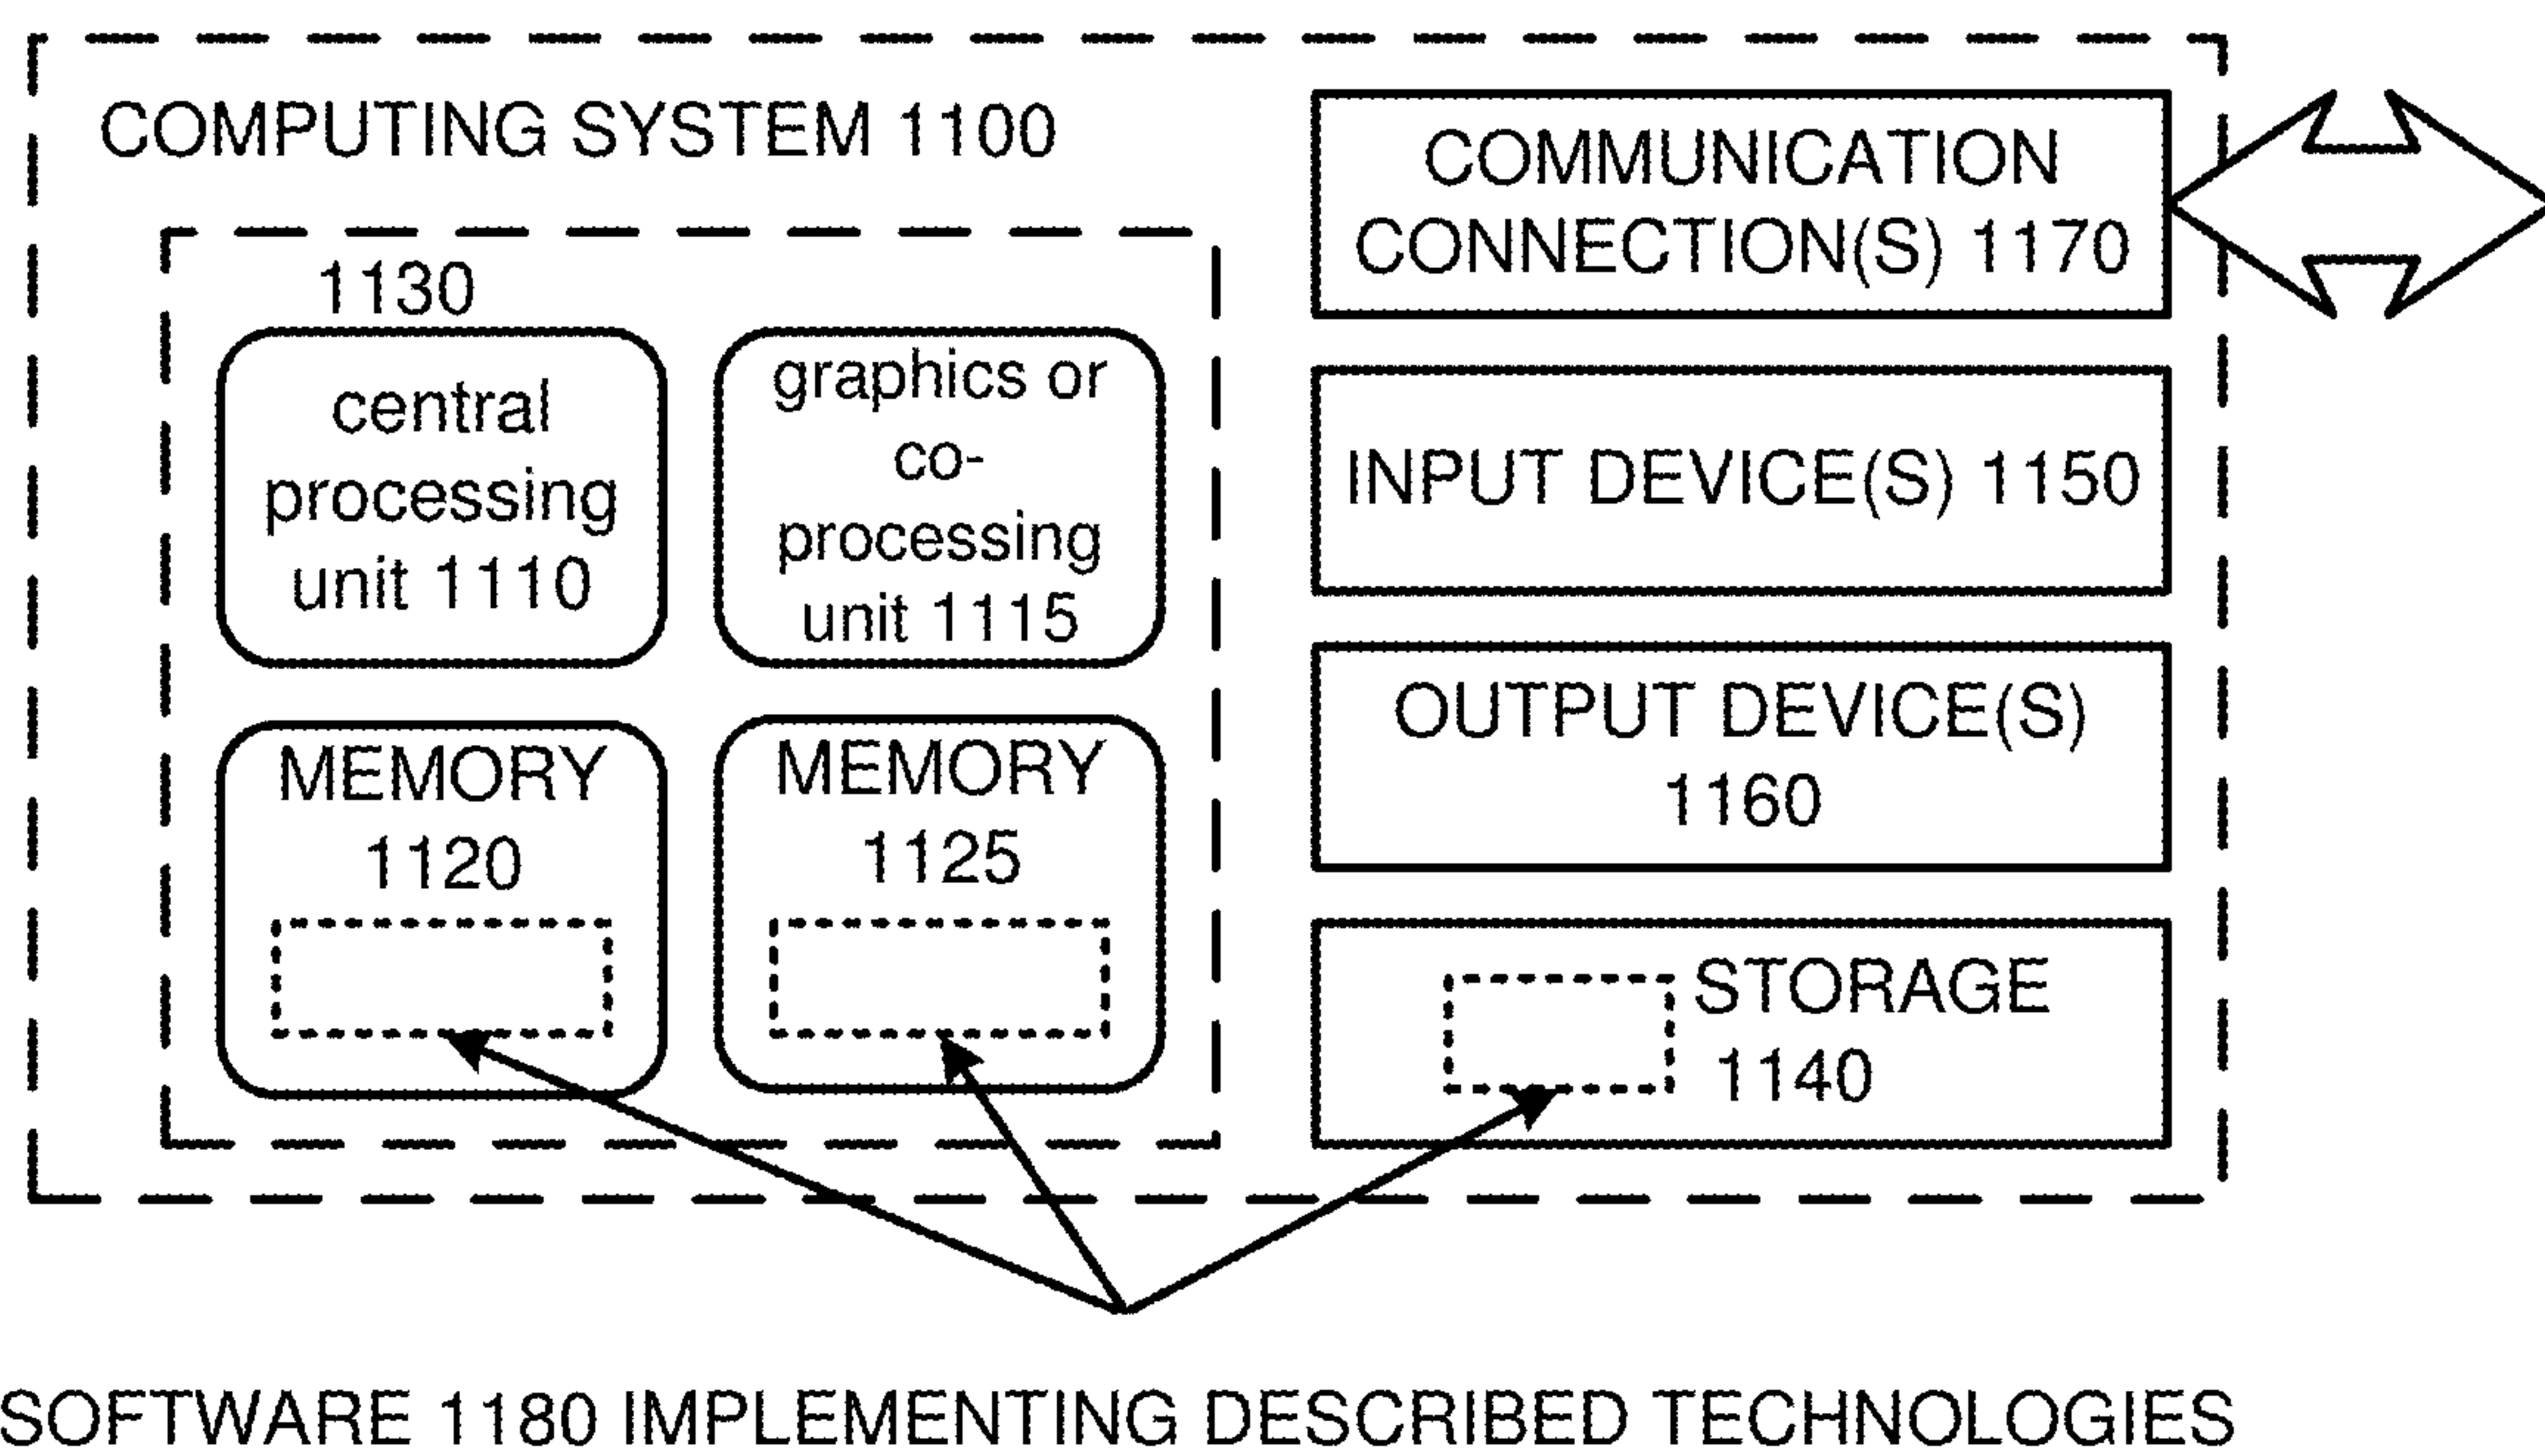 COMPUTING SYSTEM 1100
1130
central
processing
unit 1110
graphics or
co-
processing
unit 1115
MEMORY
1120
MEMORY
1125
COMMUNICATION
CONNECTION(S) 1170
INPUT DEVICE(S) 1150
OUTPUT DEVICE(S)
1160
STORAGE
1140
SOFTWARE 1180 IMPLEMENTING DESCRIBED TECHNOLOGIES